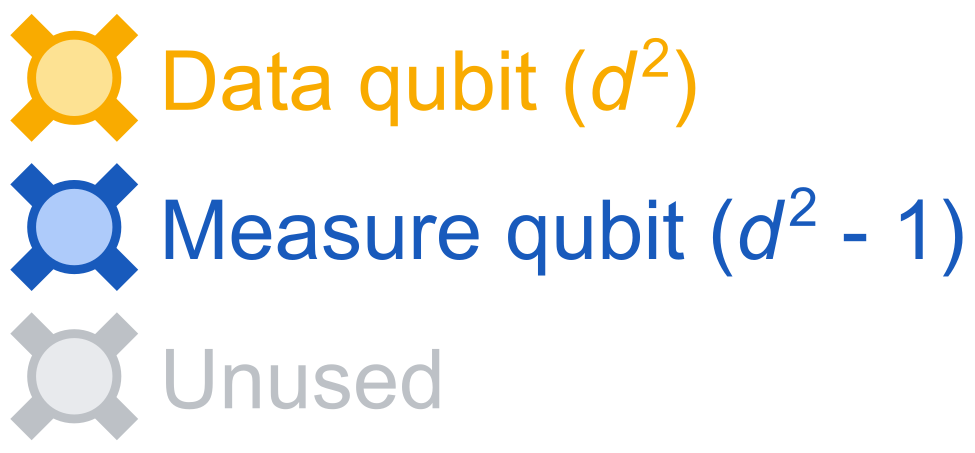 Data qubit (d²)
Measure qubit (d² - 1)
Unused